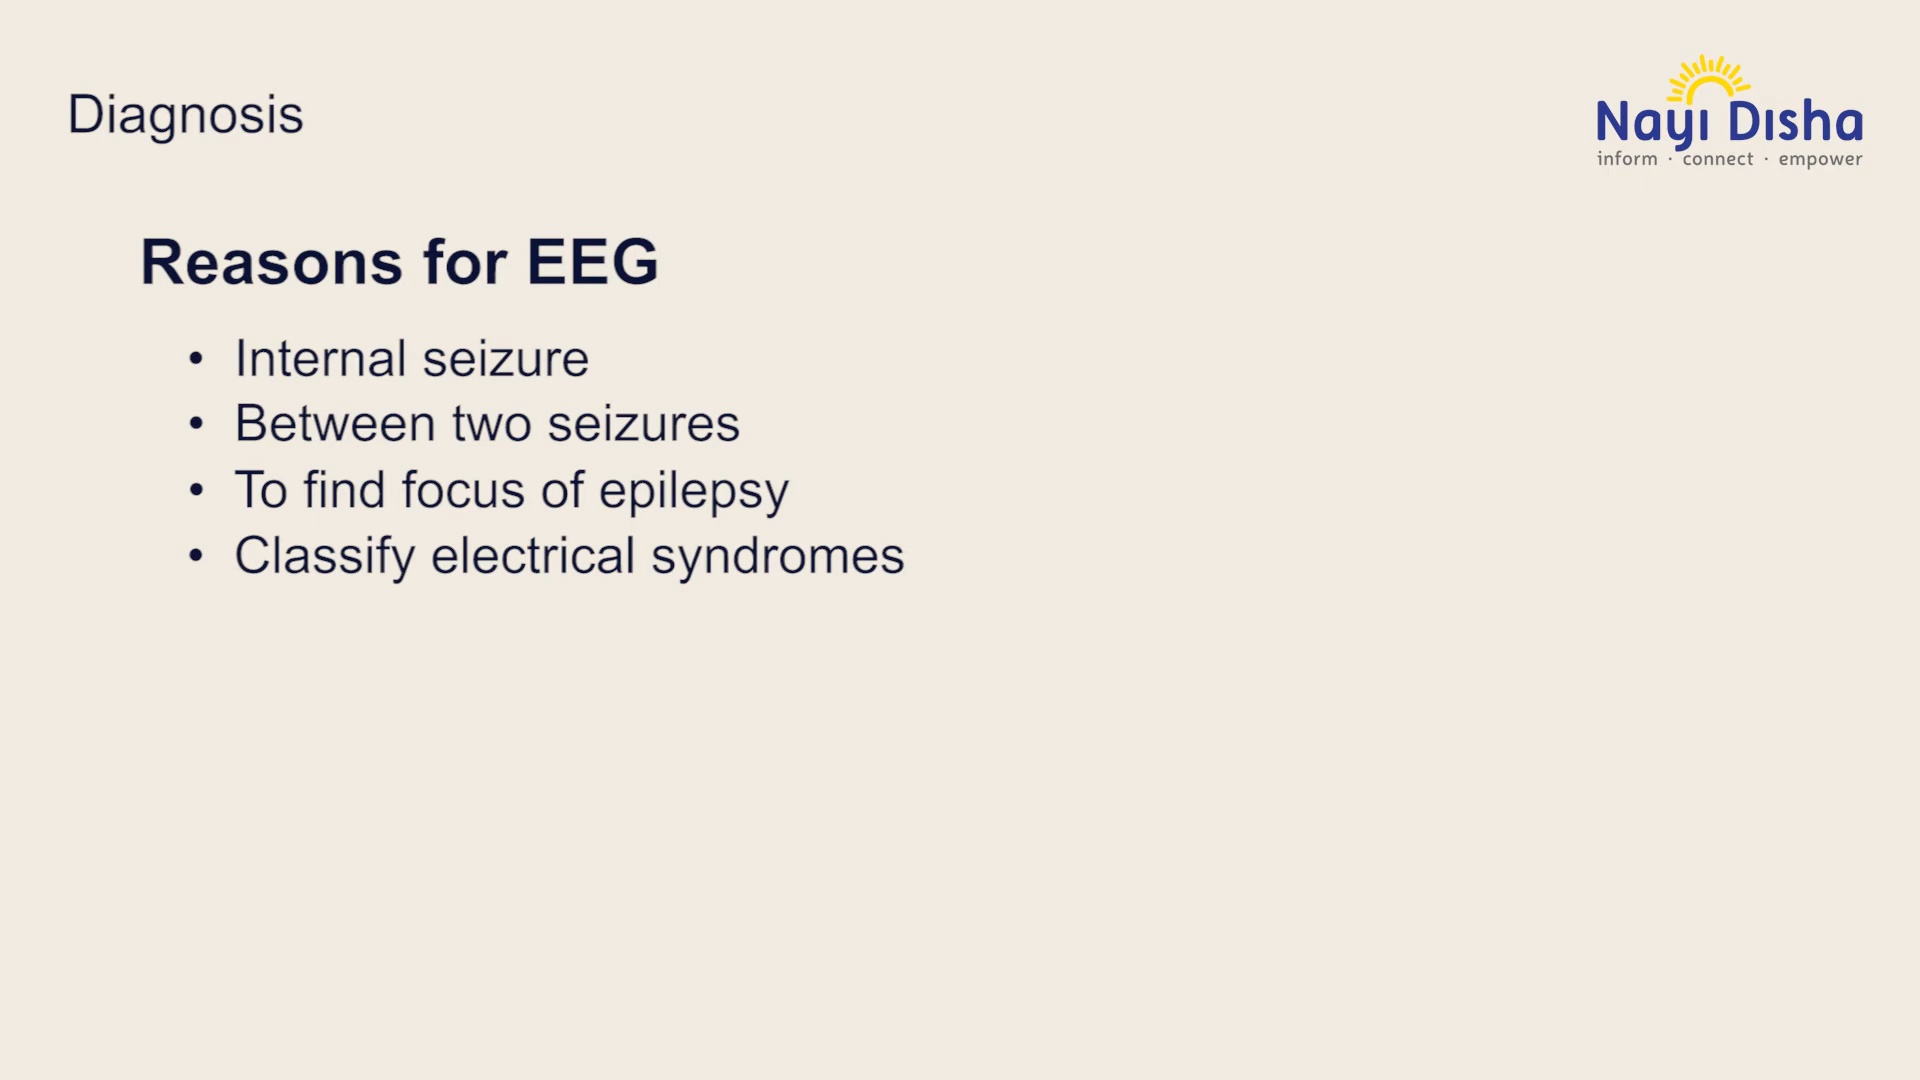 Diagnosis
Nayi Disha
inform · connect · empower
Reasons for EEG
• Internal seizure
• Between two seizures
• To find focus of epilepsy
• Classify electrical syndromes